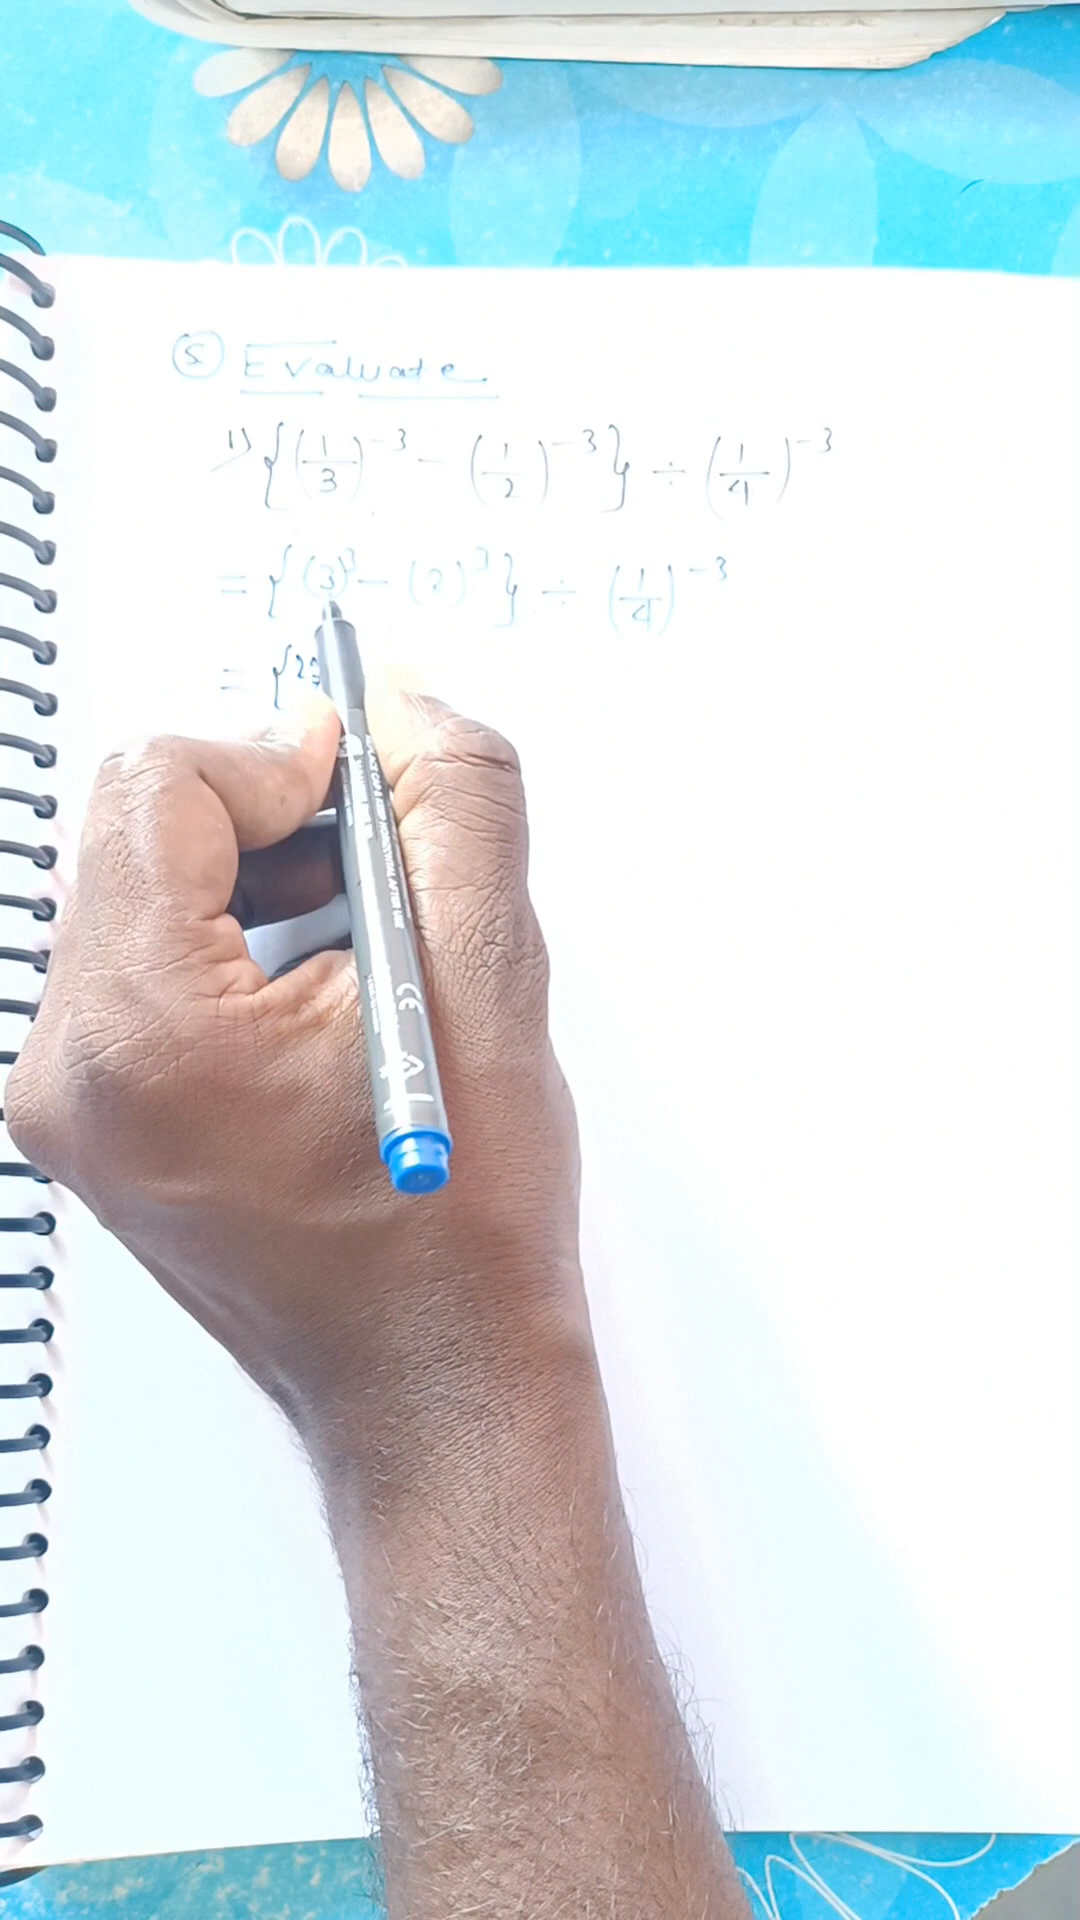 ⑤ Evaluate
1) {(1/3)^-3 - (1/2)^-3} ÷ (1/4)^-3
= {(3)^3 - (2)^3} ÷ (1/4)^-3
= {27
CE